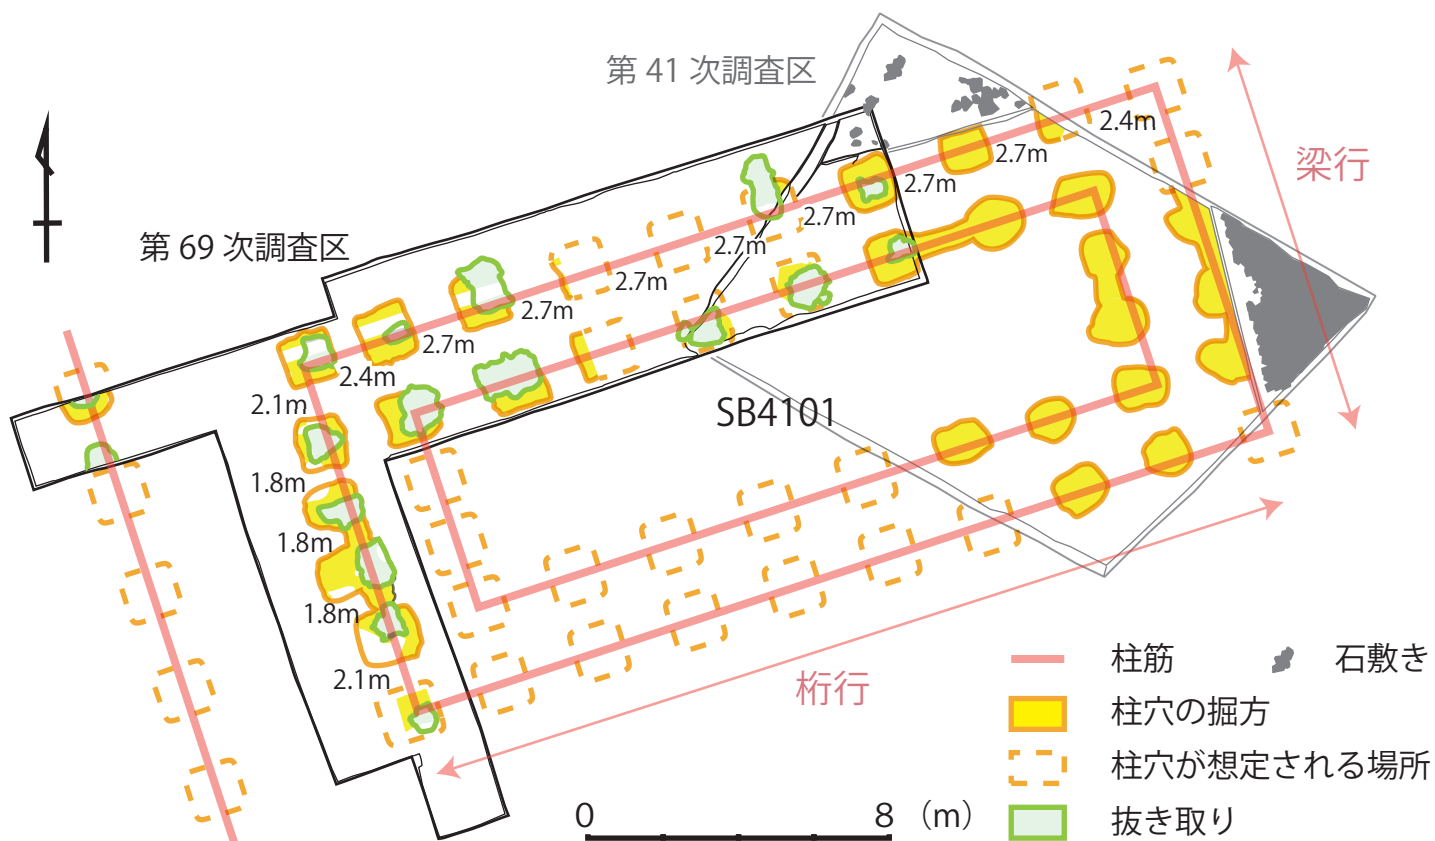 第 41 次調査区
2.4m
2.7m
梁行
2.7m
2.7m
第 69 次調査区
2.7m
2.7m
2.7m
2.7m
2.4m
2.1m
SB4101
1.8m
1.8m
1.8m
2.1m
桁行
柱筋
石敷き
柱穴の掘方
柱穴が想定される場所
抜き取り
0 8 （m）